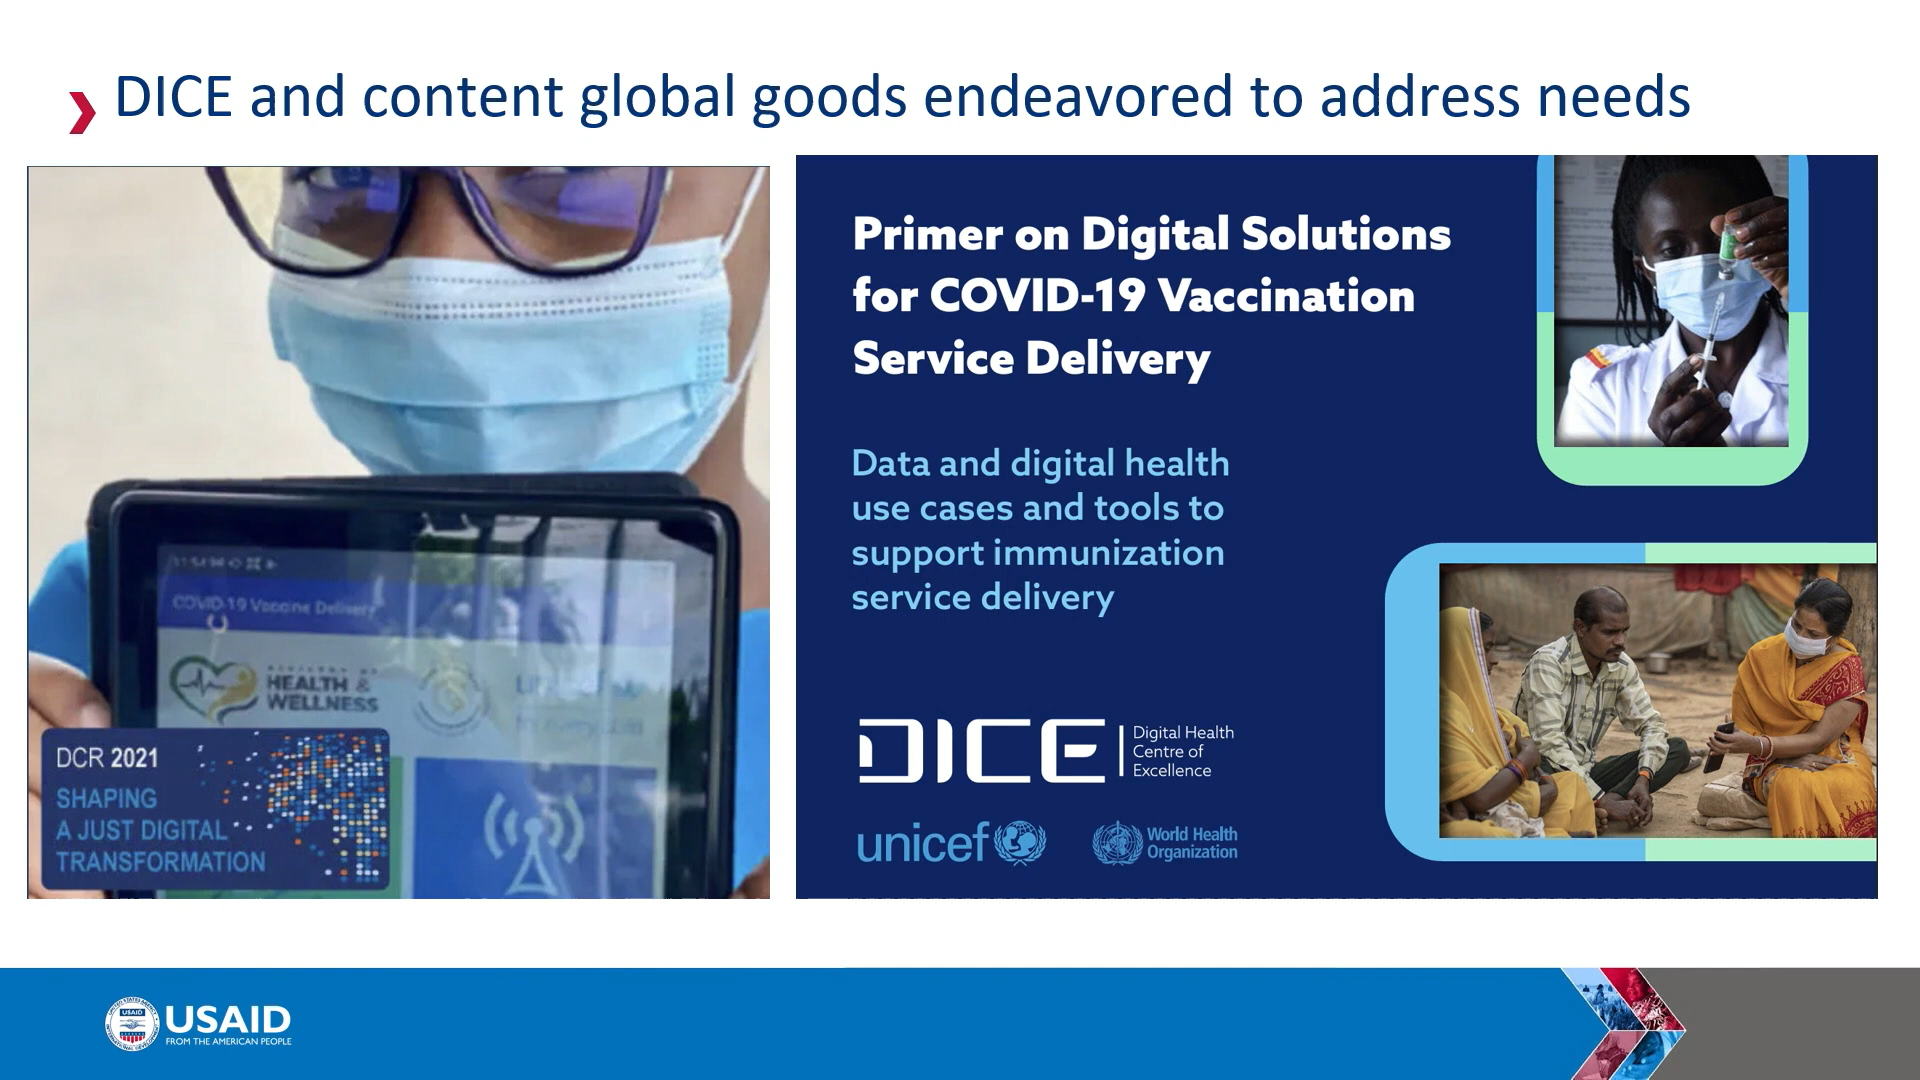 DICE and content global goods endeavored to address needs
COVID-19 Vaccine Delivery
HEALTH &
WELLNESS
DCR 2021
SHAPING
A JUST DIGITAL
TRANSFORMATION
Primer on Digital Solutions
for COVID-19 Vaccination
Service Delivery
Data and digital health
use cases and tools to
support immunization
service delivery
DICE
Digital Health
Centre of
Excellence
unicef
World Health
Organization
USAID
USAID
FROM THE AMERICAN PEOPLE